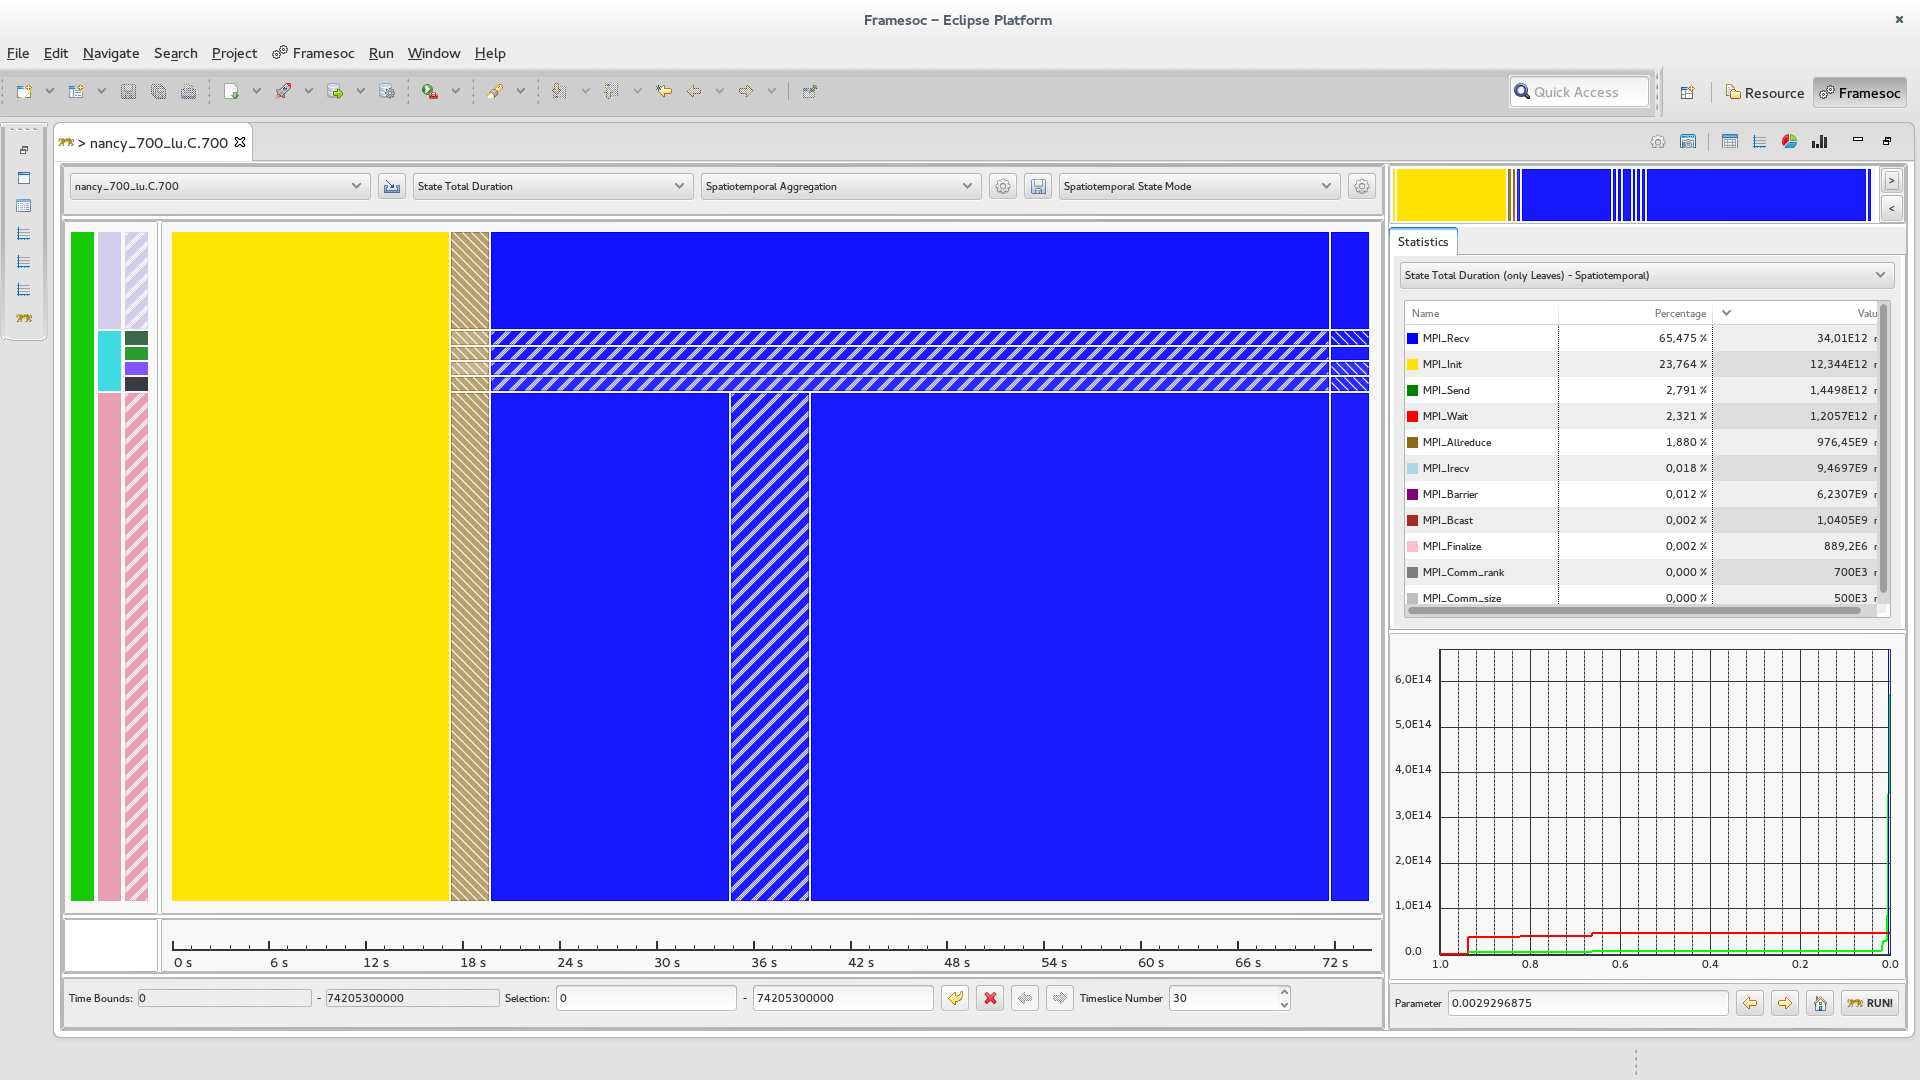 Framesoc – Eclipse Platform
File Edit Navigate Search Project Framesoc Run Window Help
Quick Access
Resource
Framesoc
> nancy_700_lu.C.700
nancy_700_lu.C.700
State Total Duration
Spatiotemporal Aggregation
Spatiotemporal State Mode
>
<
Statistics
State Total Duration (only Leaves) - Spatiotemporal)
Name Percentage Valu
MPI_Recv 65,475 % 34,01E12
MPI_Init 23,764 % 12,344E12
MPI_Send 2,791 % 1,4498E12
MPI_Wait 2,321 % 1,2057E12
MPI_Allreduce 1,880 % 976,45E9
MPI_Irecv 0,018 % 9,4697E9
MPI_Barrier 0,012 % 6,2307E9
MPI_Bcast 0,002 % 1,0405E9
MPI_Finalize 0,002 % 889,2E6
MPI_Comm_rank 0,000 % 700E3
MPI_Comm_size 0,000 % 500E3
6,0E14
5,0E14
4,0E14
3,0E14
2,0E14
1,0E14
0.0
1.0 0.8 0.6 0.4 0.2 0.0
0 s 6 s 12 s 18 s 24 s 30 s 36 s 42 s 48 s 54 s 60 s 66 s 72 s
Time Bounds: 0 - 74205300000 Selection: 0 - 74205300000 Timeslice Number 30
Parameter 0.0029296875 RUN!